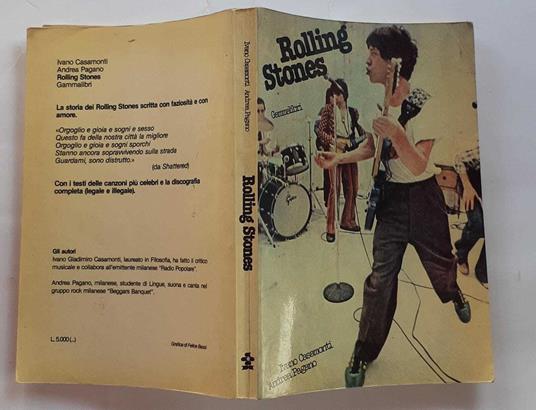 Ivano Casamonti
Andrea Pagano
Rolling Stones
Gammalibri
La storia dei Rolling Stones scritta con faziosità e con
amore.
«Orgoglio e gioia e sogni e sesso
Questo fa della nostra città la migliore
Orgoglio e gioia e sogni sporchi
Stanno ancora sopravvivendo sulla strada
Guardami, sono distrutto.»
(da Shattered)
Con i testi delle canzoni più celebri e la discografia
completa (legale e illegale).
Gli autori
Ivano Gladimiro Casamonti, laureato in Filosofia, ha fatto il critico
musicale e collabora all'emittente milanese "Radio Popolare".
Andrea Pagano, milanese, studente di Lingue, suona e canta nel
gruppo rock milanese "Beggars Banquet".
L. 5.000 (..)
Grafica di Felice Bassi
Ivano Casamonti Andrea Pagano
Rolling Stones
Rolling
Stones
Gammalibri
Gretsch
Ivano Casamonti
Andrea Pagano